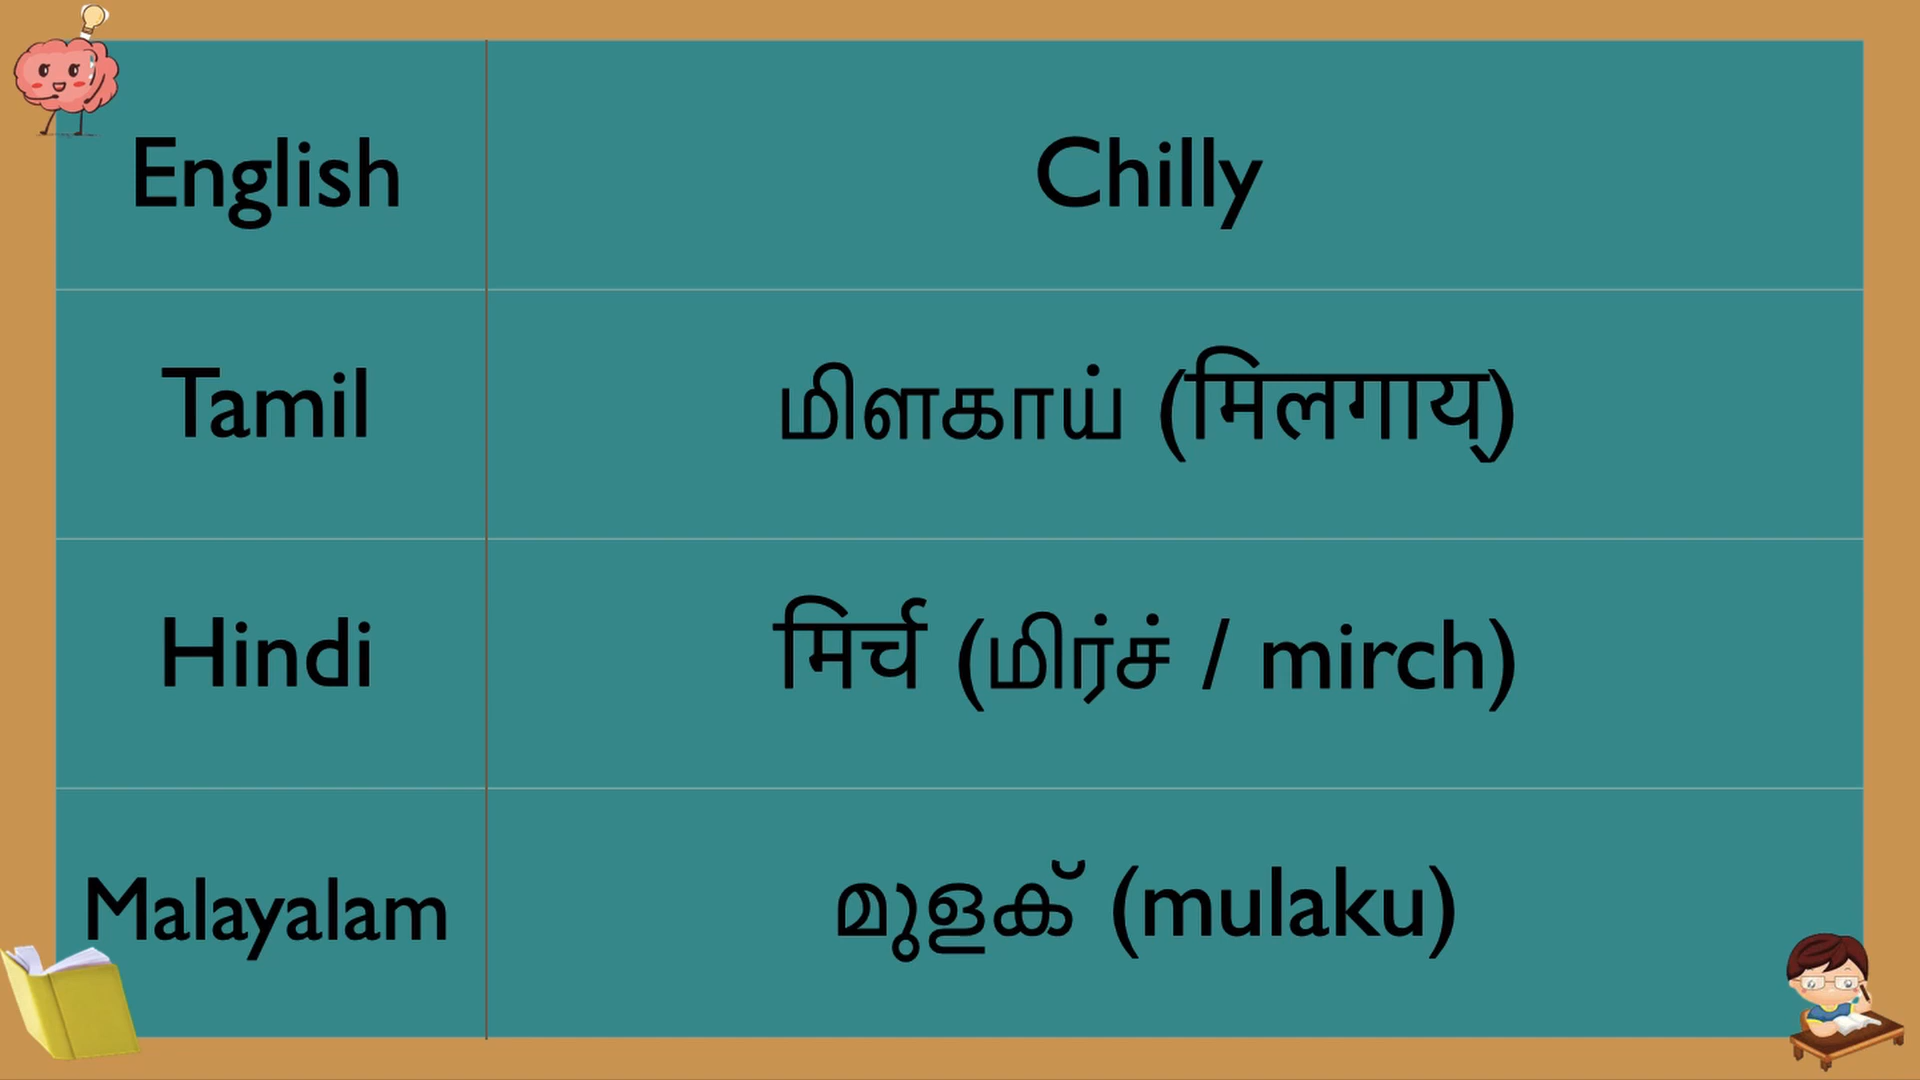 English Chilly
Tamil மிளகாய் (मिलगाय्)
Hindi मिर्च (மிர்ச் / mirch)
Malayalam മുളക് (mulaku)